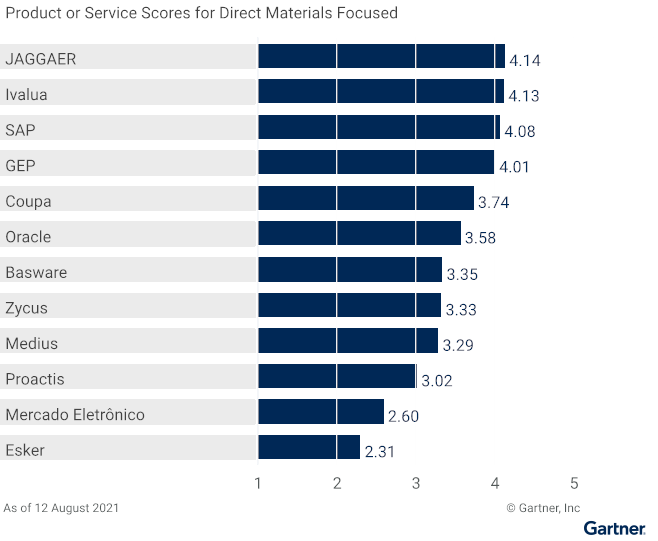 Product or Service Scores for Direct Materials Focused
JAGGAER 4.14
Ivalua 4.13
SAP 4.08
GEP 4.01
Coupa 3.74
Oracle 3.58
Basware 3.35
Zycus 3.33
Medius 3.29
Proactis 3.02
Mercado Eletrônico 2.60
Esker 2.31
1 2 3 4 5
As of 12 August 2021 © Gartner, Inc
Gartner.